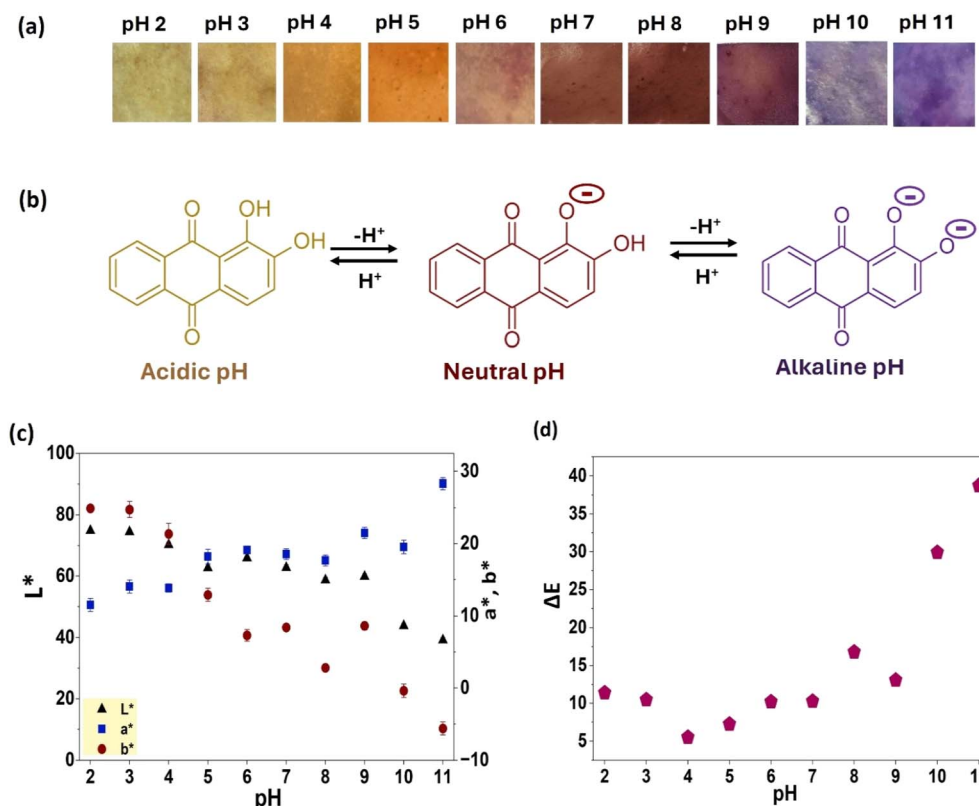 (a)
pH 2 pH 3 pH 4 pH 5 pH 6 pH 7 pH 8 pH 9 pH 10 pH 11
(b)
O OH
OH
O
Acidic pH
-H⁺
H⁺
O O -
OH
O
Neutral pH
-H⁺
H⁺
O O -
O -
O
Alkaline pH
(c)
100
80
60
40
20
0
L*
30
20
10
0
−10
a*, b*
L*
a*
b*
2 3 4 5 6 7 8 9 10 11
pH
(d)
40
35
30
25
20
15
10
5
ΔE
2 3 4 5 6 7 8 9 10
pH